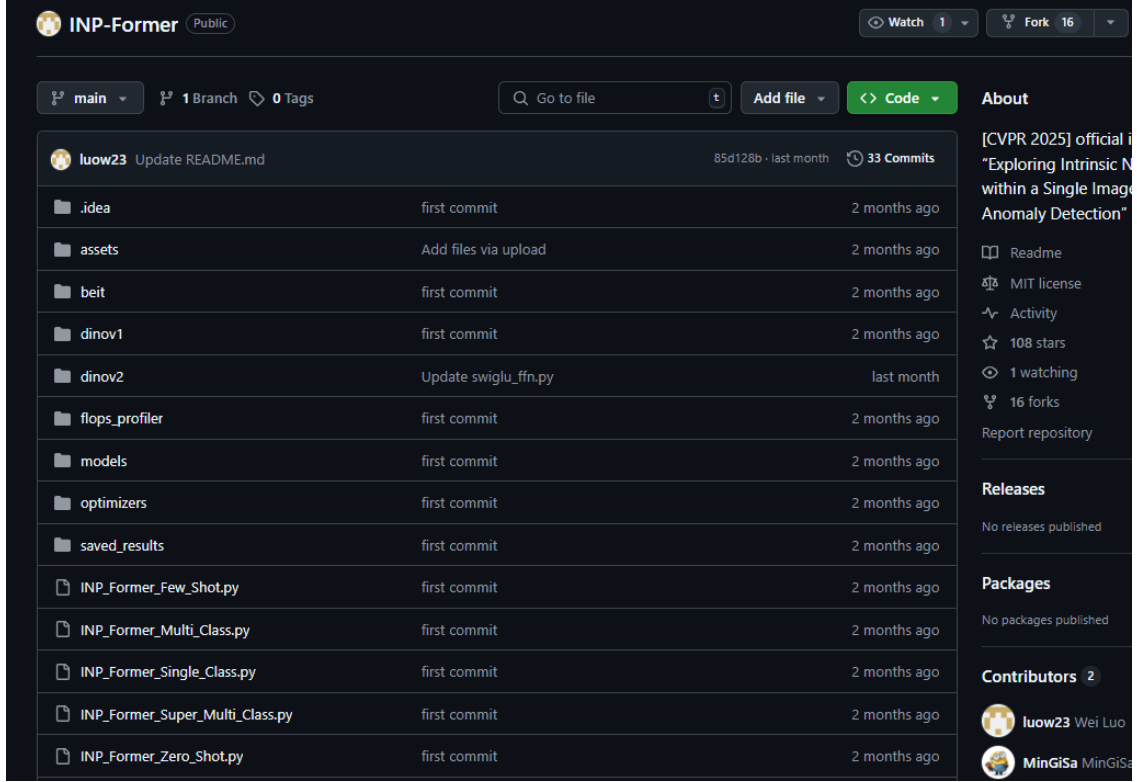 INP-Former Public
Watch 1
Fork 16
main
1 Branch
0 Tags
Go to file
t
Add file
<> Code
luow23 Update README.md
85d128b · last month
33 Commits
.idea first commit 2 months ago
assets Add files via upload 2 months ago
beit first commit 2 months ago
dinov1 first commit 2 months ago
dinov2 Update swiglu_ffn.py last month
flops_profiler first commit 2 months ago
models first commit 2 months ago
optimizers first commit 2 months ago
saved_results first commit 2 months ago
INP_Former_Few_Shot.py first commit 2 months ago
INP_Former_Multi_Class.py first commit 2 months ago
INP_Former_Single_Class.py first commit 2 months ago
INP_Former_Super_Multi_Class.py first commit 2 months ago
INP_Former_Zero_Shot.py first commit 2 months ago
About
[CVPR 2025] official i
“Exploring Intrinsic N
within a Single Image
Anomaly Detection”
Readme
MIT license
Activity
108 stars
1 watching
16 forks
Report repository
Releases
No releases published
Packages
No packages published
Contributors 2
luow23 Wei Luo
MinGiSa MinGiSa